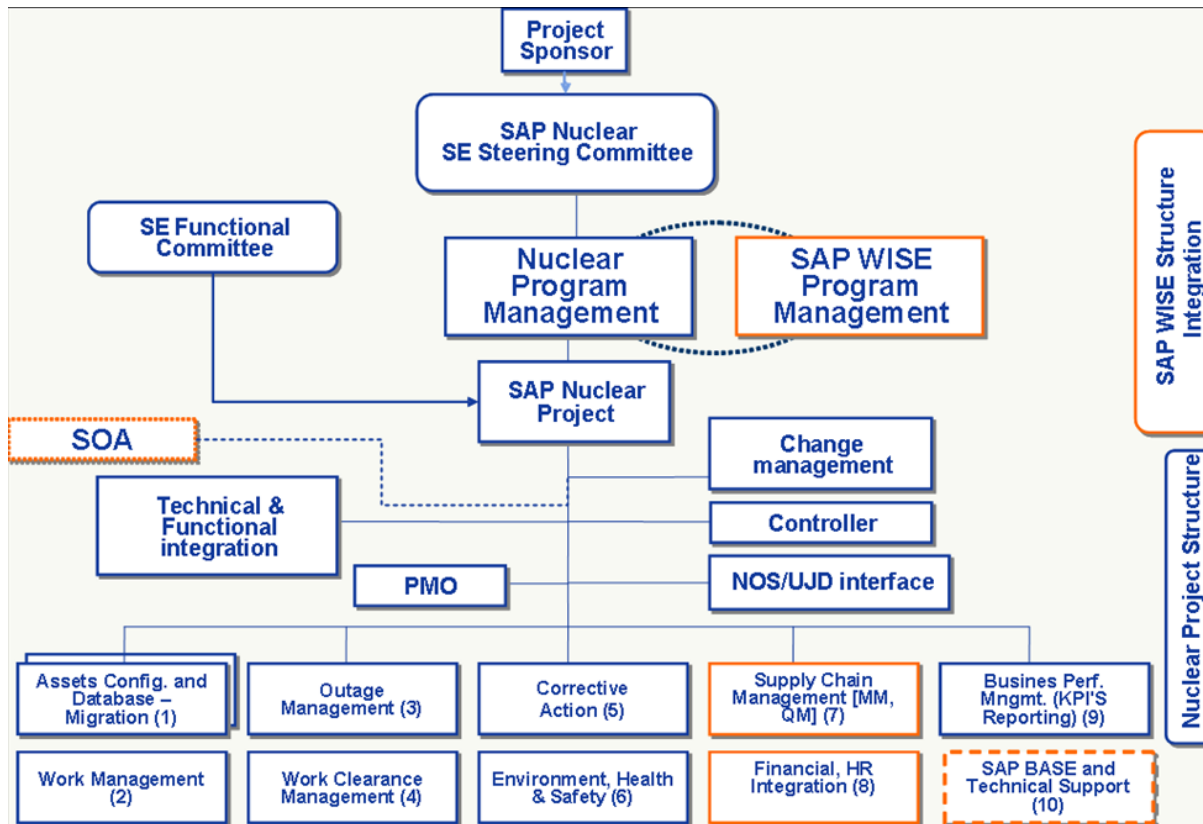 Project
Sponsor
SAP Nuclear
SE Steering Committee
SE Functional
Committee
Nuclear
Program
Management
SAP WISE
Program
Management
SAP WISE Structure
Integration
SAP Nuclear
Project
SOA
Change
management
Technical &
Functional
integration
Controller
PMO
NOS/UJD interface
Nuclear Project Structure
Assets Config. and
Database –
Migration (1)
Outage
Management (3)
Corrective
Action (5)
Supply Chain
Management [MM,
QM] (7)
Busines Perf.
Mngmt. (KPI'S
Reporting) (9)
Work Management
(2)
Work Clearance
Management (4)
Environment, Health
& Safety (6)
Financial, HR
Integration (8)
SAP BASE and
Technical Support
(10)